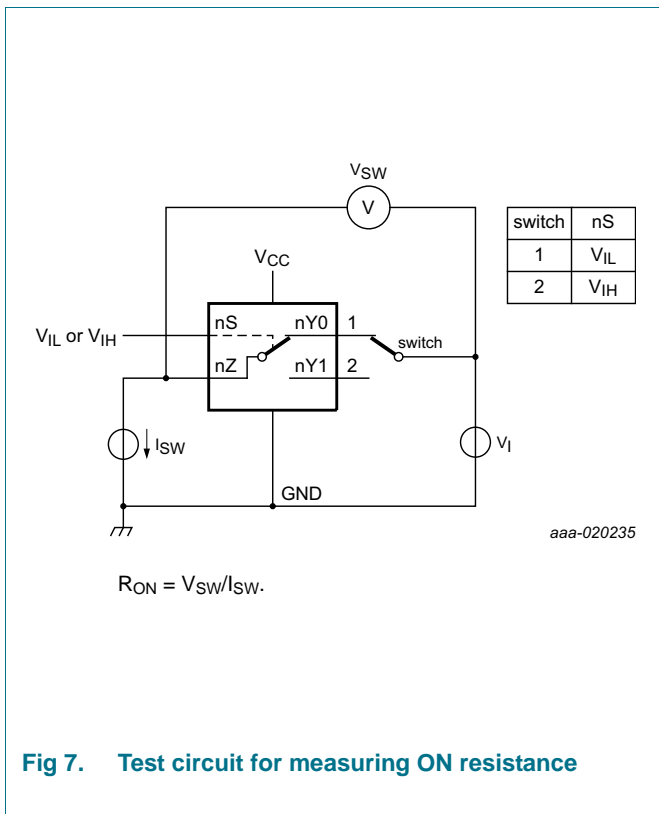 VSW
V
switch nS
1 VIL
2 VIH
VCC
VIL or VIH
nS nY0 1
switch
nZ
nY1 2
ISW
VI
GND
aaa-020235
RON = VSW/ISW.
Fig 7. Test circuit for measuring ON resistance